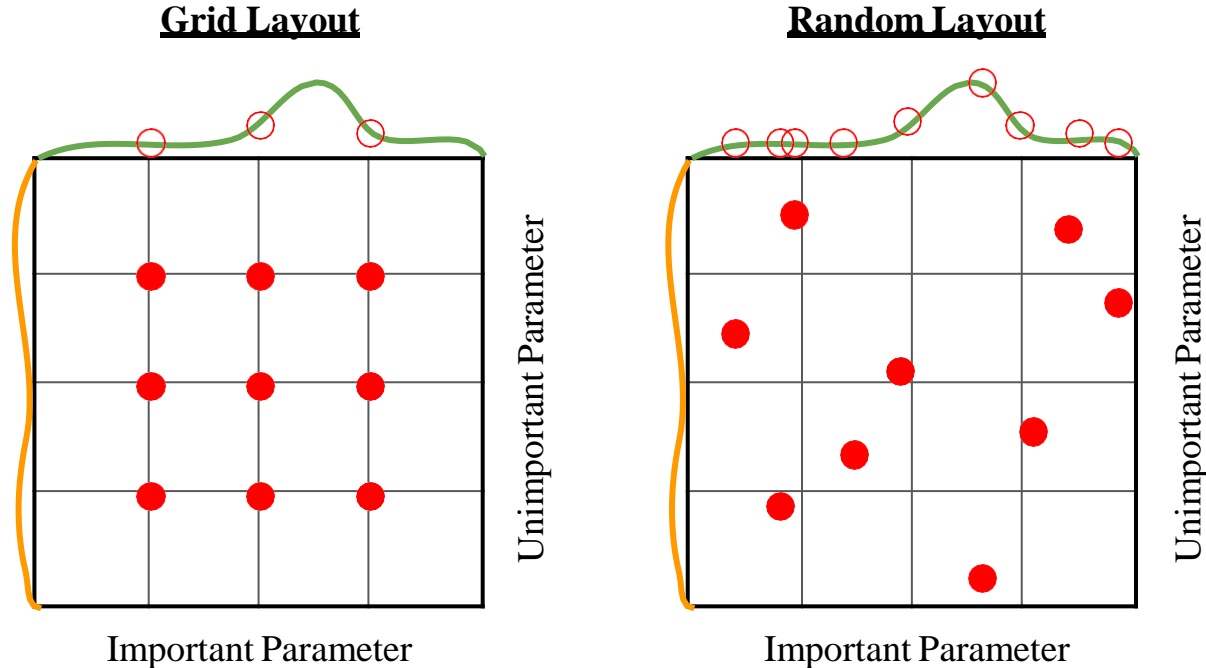 Grid Layout
Random Layout
Unimportant Parameter
Unimportant Parameter
Important Parameter
Important Parameter